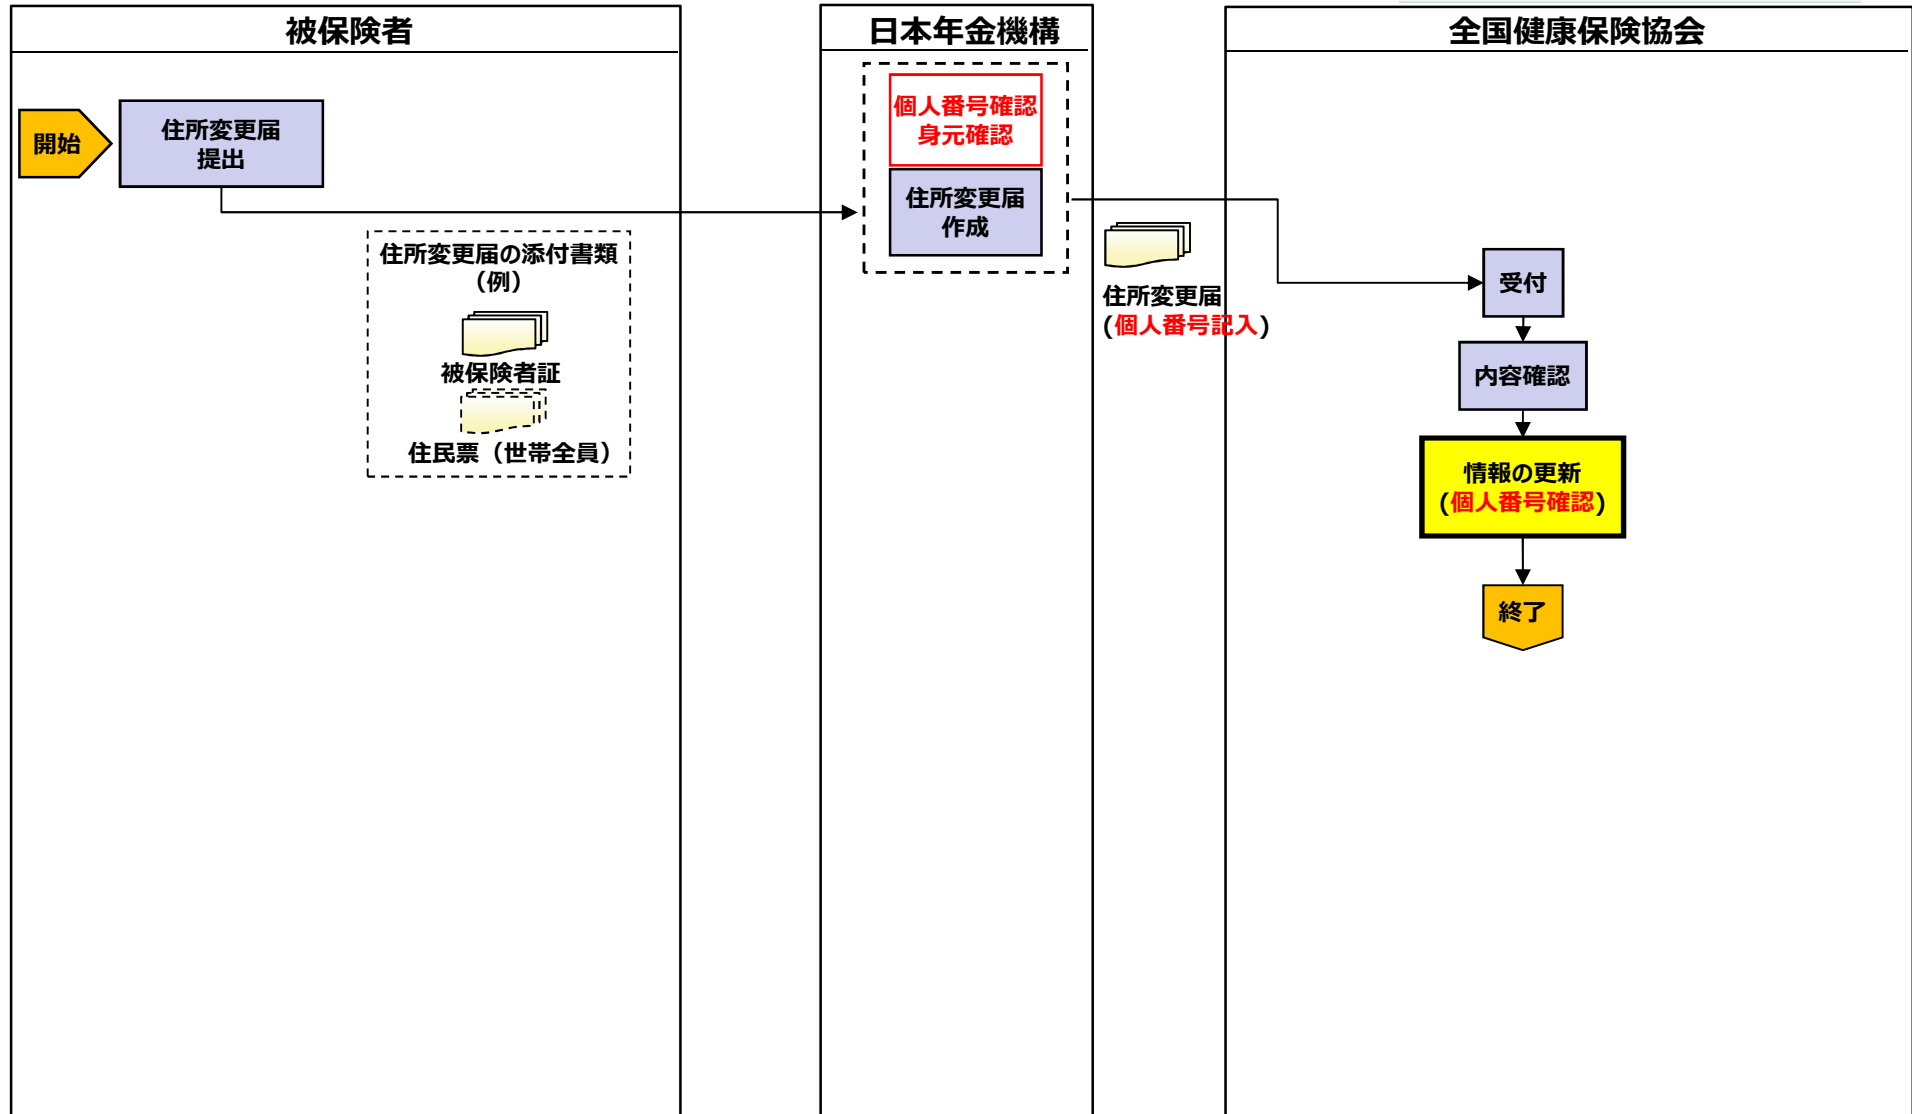 被保険者
日本年金機構
全国健康保険協会
開始
住所変更届
提出
個人番号確認
身元確認
住所変更届
作成
住所変更届の添付書類
（例）
被保険者証
住民票（世帯全員）
住所変更届
(個人番号記入)
受付
内容確認
情報の更新
(個人番号確認)
終了